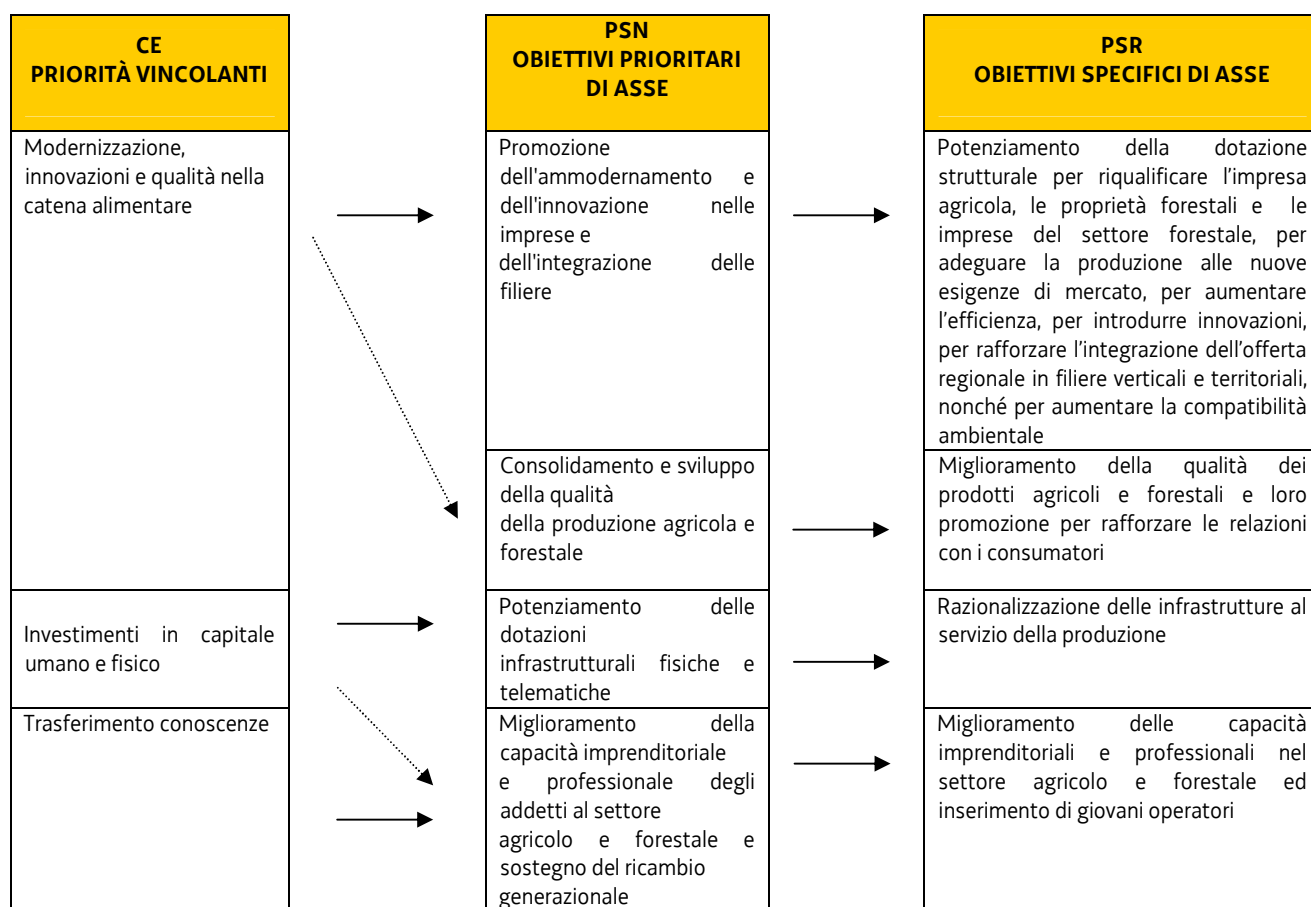 CE
PRIORITÀ VINCOLANTI
PSN
OBIETTIVI PRIORITARI
DI ASSE
PSR
OBIETTIVI SPECIFICI DI ASSE
Modernizzazione,
innovazioni e qualità nella
catena alimentare
Promozione
dell'ammodernamento e
dell'innovazione nelle
imprese e
dell'integrazione delle
filiere
Potenziamento della dotazione
strutturale per riqualificare l’impresa
agricola, le proprietà forestali e le
imprese del settore forestale, per
adeguare la produzione alle nuove
esigenze di mercato, per aumentare
l’efficienza, per introdurre innovazioni,
per rafforzare l’integrazione dell’offerta
regionale in filiere verticali e territoriali,
nonché per aumentare la compatibilità
ambientale
Consolidamento e sviluppo
della qualità
della produzione agricola e
forestale
Miglioramento della qualità dei
prodotti agricoli e forestali e loro
promozione per rafforzare le relazioni
con i consumatori
Investimenti in capitale
umano e fisico
Potenziamento delle
dotazioni
infrastrutturali fisiche e
telematiche
Razionalizzazione delle infrastrutture al
servizio della produzione
Trasferimento conoscenze
Miglioramento della
capacità imprenditoriale
e professionale degli
addetti al settore
agricolo e forestale e
sostegno del ricambio
generazionale
Miglioramento delle capacità
imprenditoriali e professionali nel
settore agricolo e forestale ed
inserimento di giovani operatori